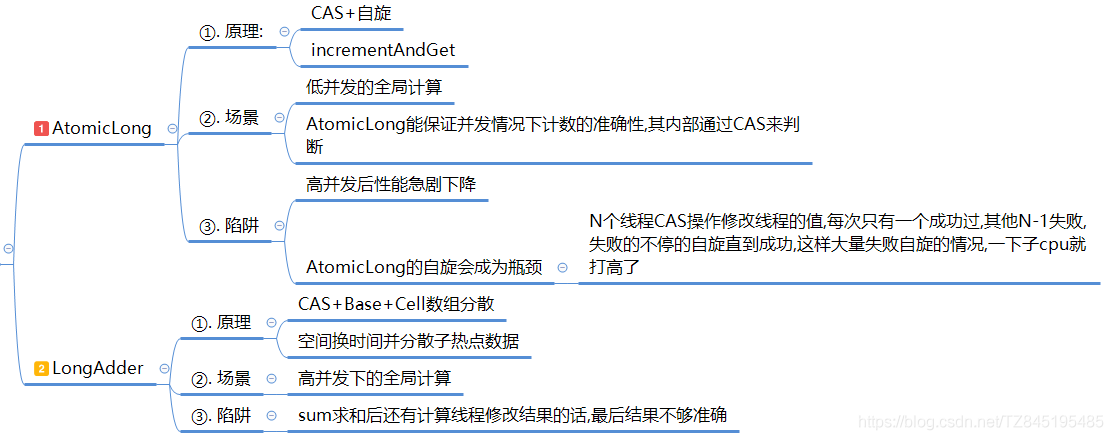 1 AtomicLong
①. 原理:
CAS+自旋
incrementAndGet
②. 场景
低并发的全局计算
AtomicLong能保证并发情况下计数的准确性,其内部通过CAS来判
断
③. 陷阱
高并发后性能急剧下降
AtomicLong的自旋会成为瓶颈
N个线程CAS操作修改线程的值,每次只有一个成功过,其他N-1失败,
失败的不停的自旋直到成功,这样大量失败自旋的情况,一下子cpu就
打高了
2 LongAdder
①. 原理
CAS+Base+Cell数组分散
空间换时间并分散子热点数据
②. 场景
高并发下的全局计算
③. 陷阱
sum求和后还有计算线程修改结果的话,最后结果不够准确
https://blog.csdn.net/TZ845195485